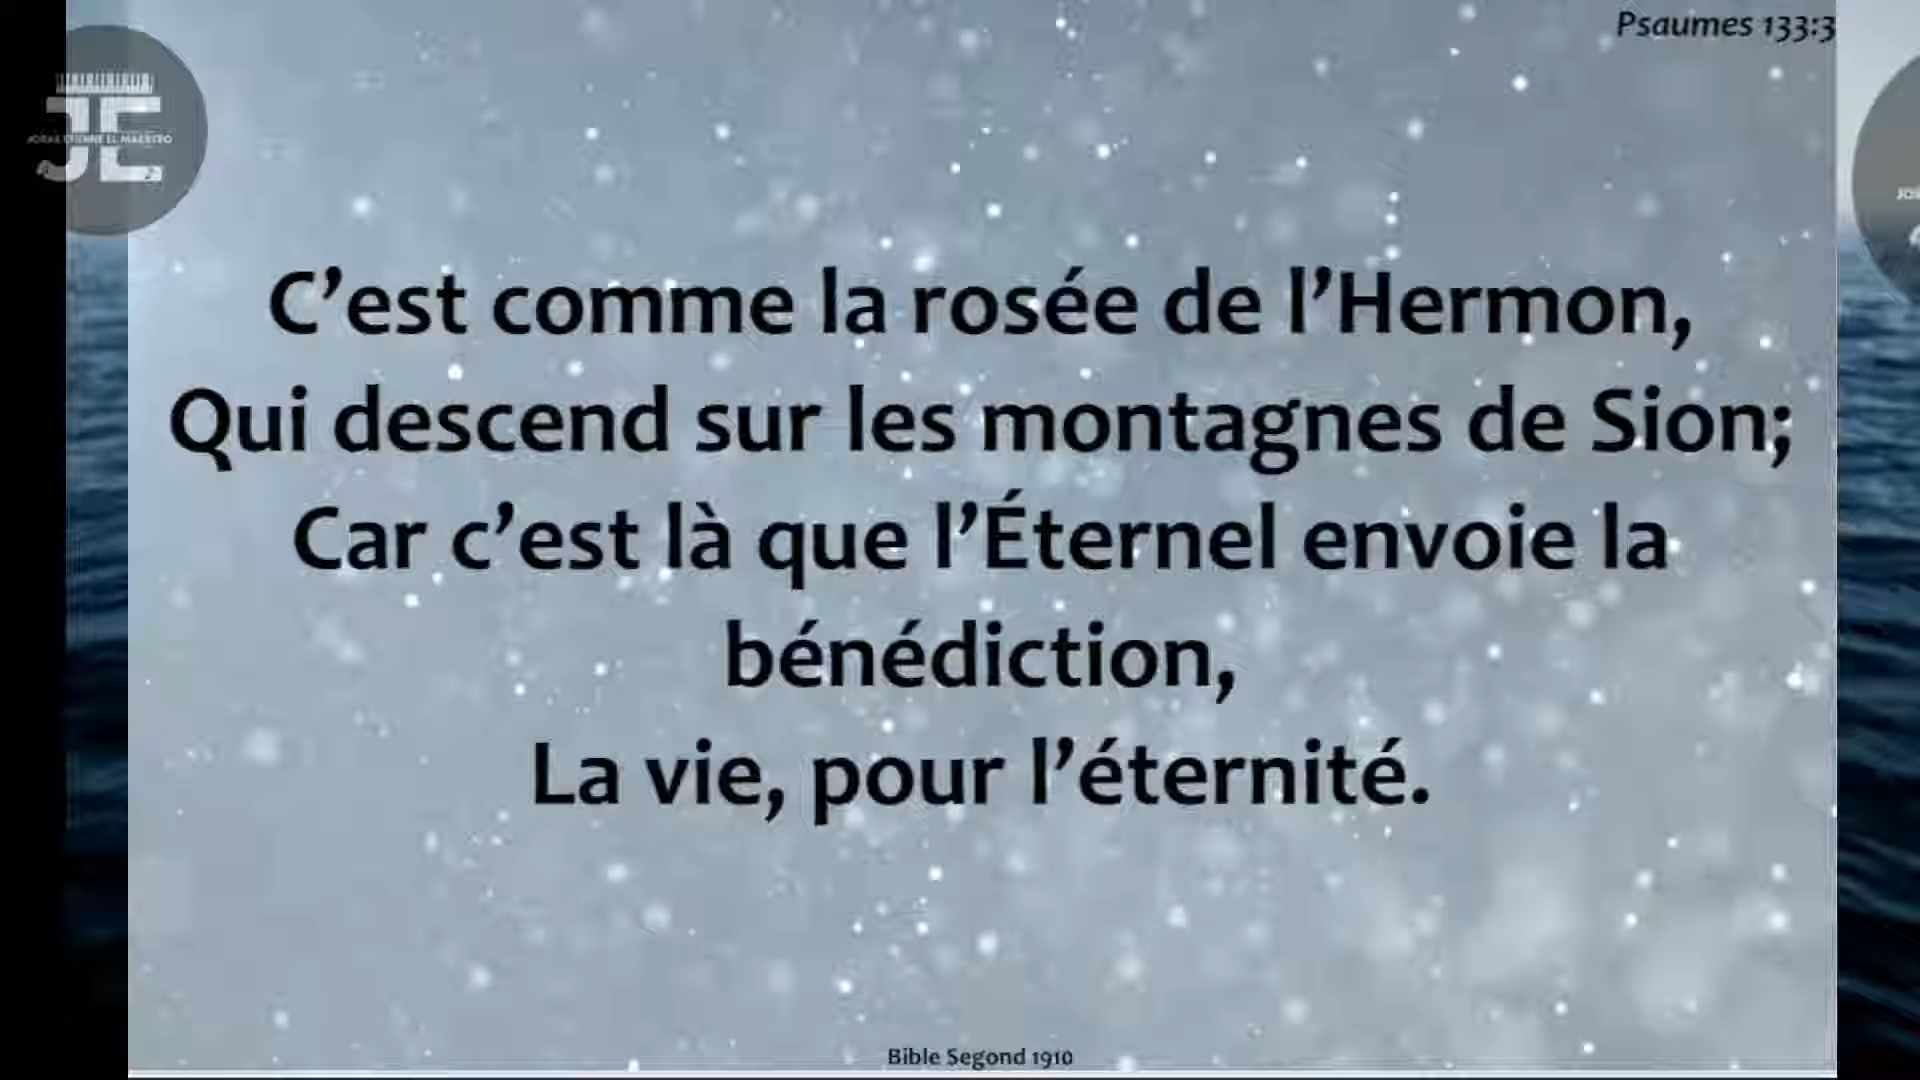 Psaumes 133:3
JE
C’est comme la rosée de l’Hermon,
Qui descend sur les montagnes de Sion;
Car c’est là que l’Éternel envoie la
bénédiction,
La vie, pour l’éternité.
Bible Segond 1910